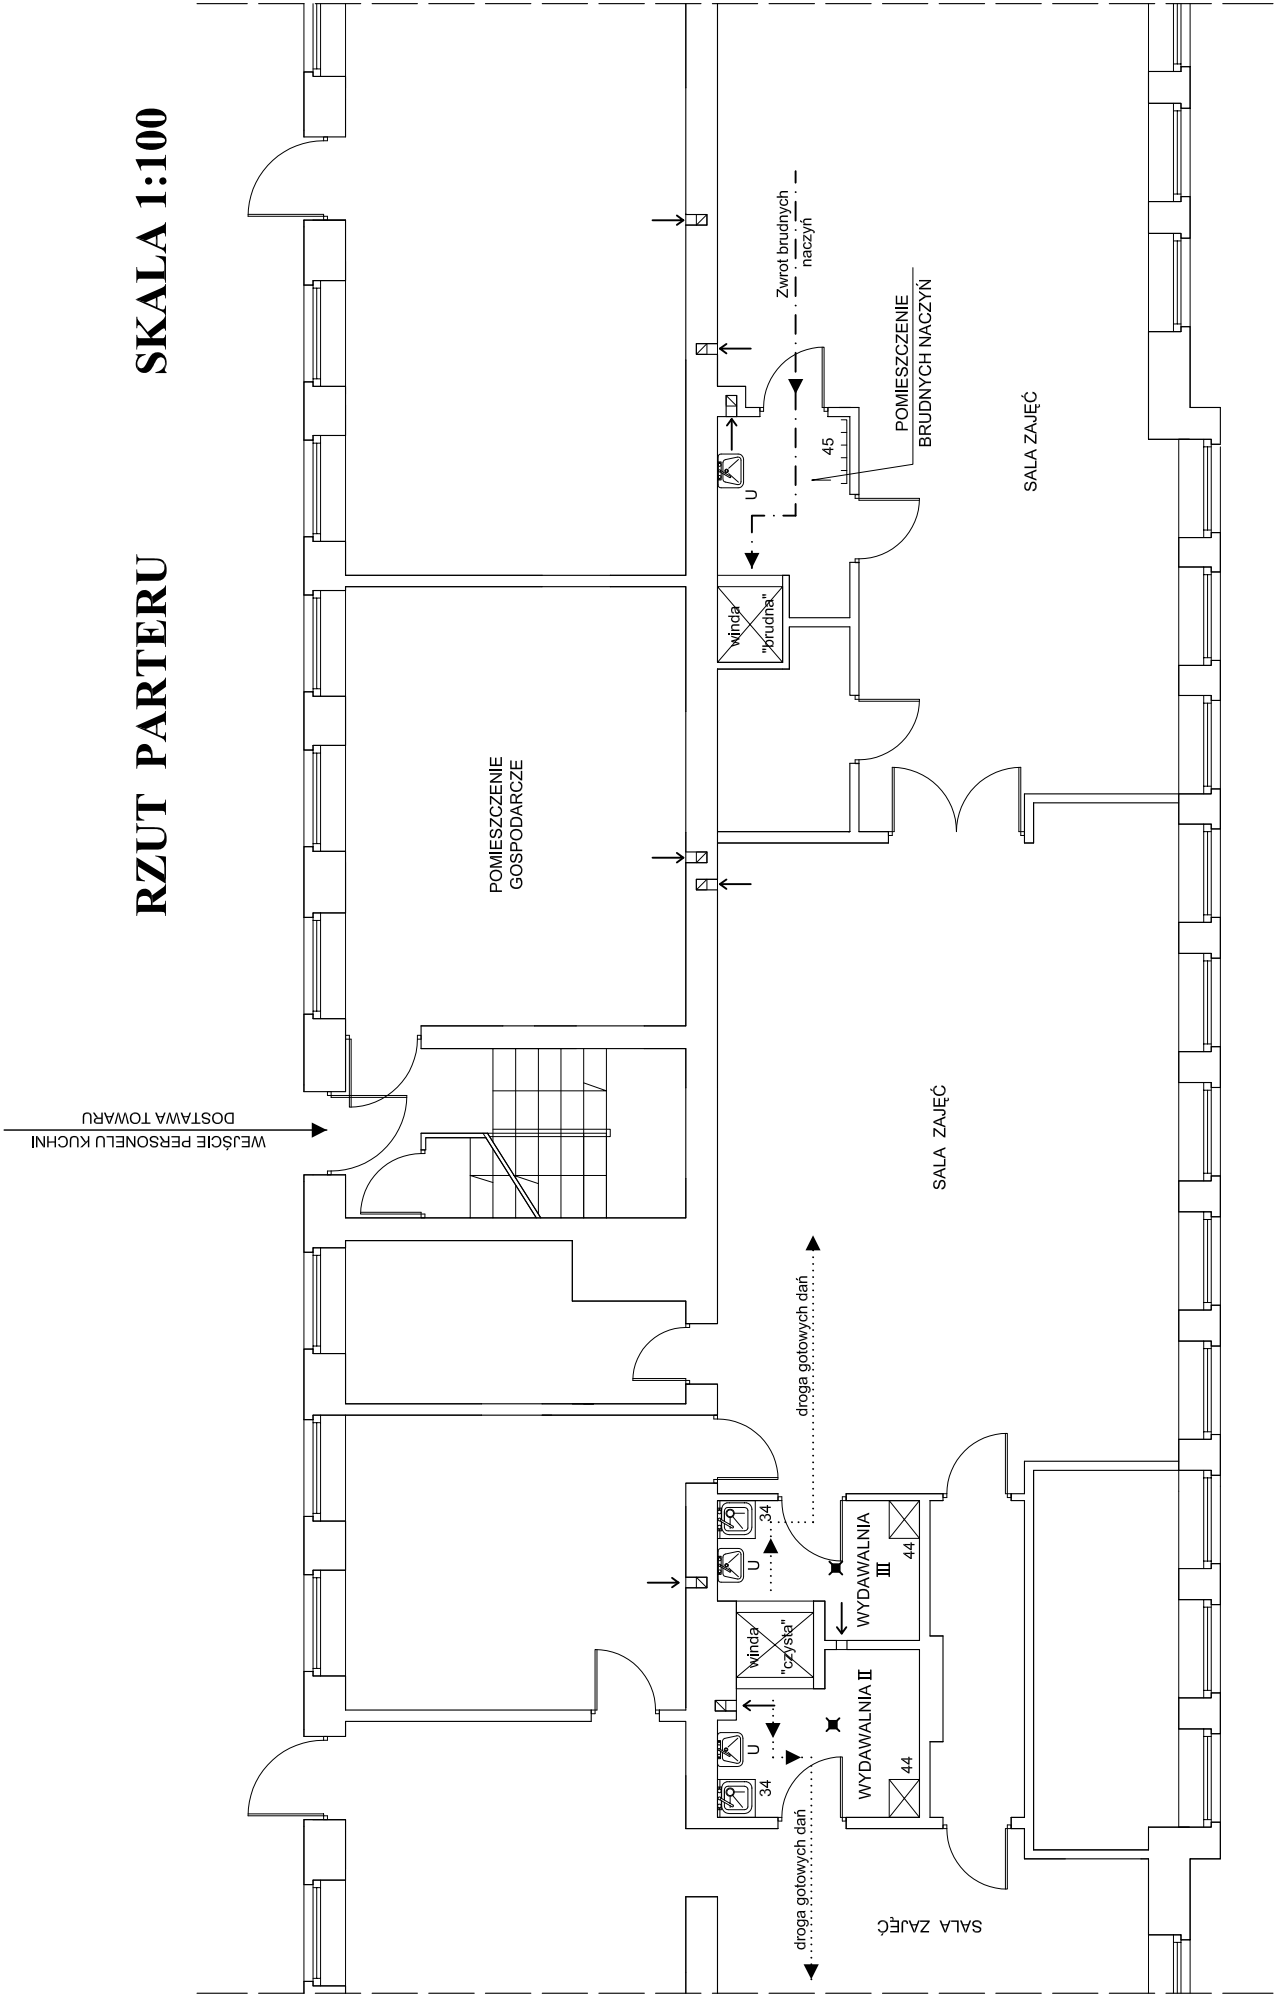 RZUT PARTERU SKALA 1:100
WEJŚCIE PERSONELU KUCHNI
DOSTAWA TOWARU
POMIESZCZENIE
GOSPODARCZE
Zwrot brudnych
naczyń
POMIESZCZENIE
BRUDNYCH NACZYŃ
45
U
winda
"brudna"
SALA ZAJĘĆ
SALA ZAJĘĆ
droga gotowych dań
34
U
WYDAWALNIA
III
44
winda
"czysta"
WYDAWALNIA II
44
U
34
droga gotowych dań
SALA ZAJĘĆ